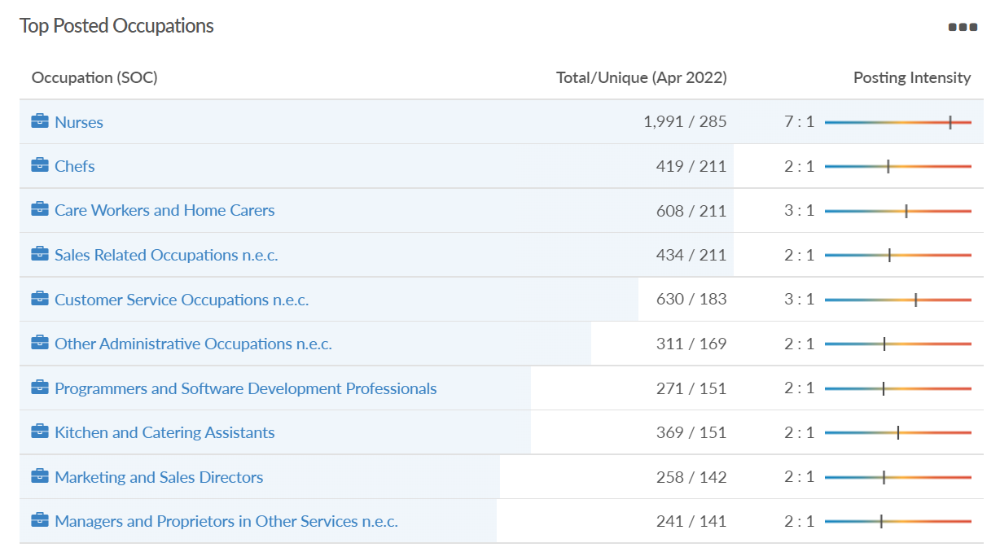 Top Posted Occupations
Occupation (SOC) Total/Unique (Apr 2022) Posting Intensity
Nurses 1,991 / 285 7 : 1
Chefs 419 / 211 2 : 1
Care Workers and Home Carers 608 / 211 3 : 1
Sales Related Occupations n.e.c. 434 / 211 2 : 1
Customer Service Occupations n.e.c. 630 / 183 3 : 1
Other Administrative Occupations n.e.c. 311 / 169 2 : 1
Programmers and Software Development Professionals 271 / 151 2 : 1
Kitchen and Catering Assistants 369 / 151 2 : 1
Marketing and Sales Directors 258 / 142 2 : 1
Managers and Proprietors in Other Services n.e.c. 241 / 141 2 : 1